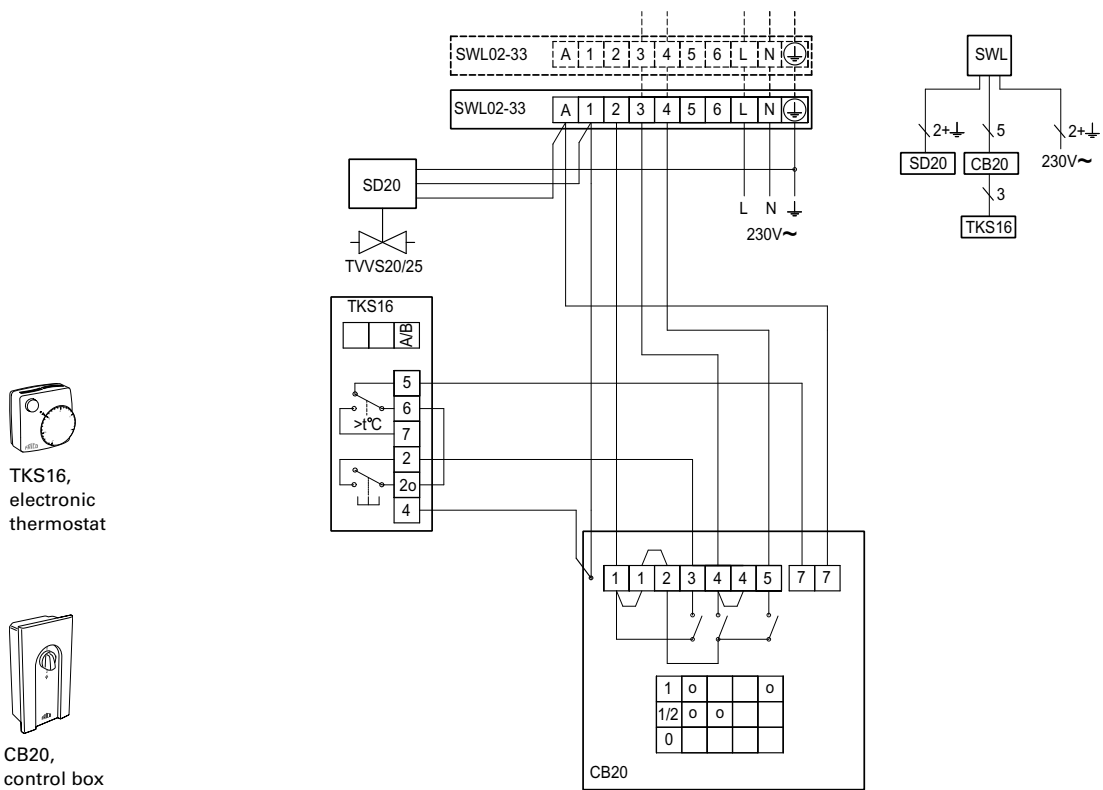 SWL02-33 A 1 2 3 4 5 6 L N
SWL02-33 A 1 2 3 4 5 6 L N
SD20
TVVS20/25
L N
230V~
SWL
2+ 5 2+
SD20 CB20 230V~
3
TKS16
TKS16
A/B
5
6
>t°C
7
2
2o
4
TKS16,
electronic
thermostat
1 1 2 3 4 4 5 7 7
1 o o
1/2 o o
0
CB20
CB20,
control box